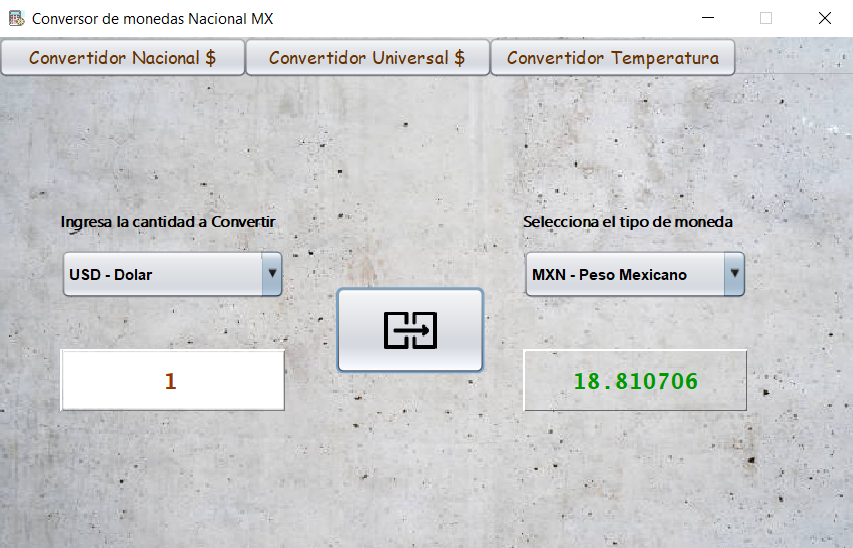 Conversor de monedas Nacional MX
Convertidor Nacional $ Convertidor Universal $ Convertidor Temperatura
Ingresa la cantidad a Convertir
Selecciona el tipo de moneda
USD - Dolar
MXN - Peso Mexicano
1
18.810706